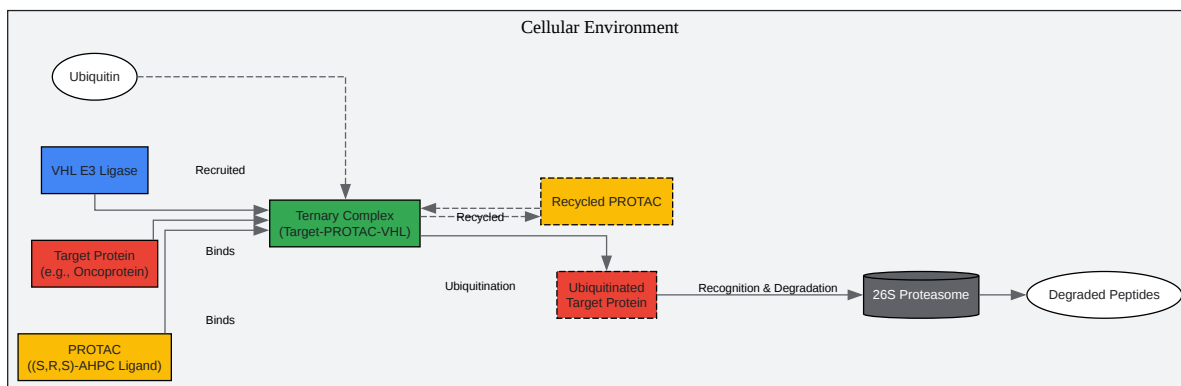 Cellular Environment
Ubiquitin
VHL E3 Ligase
Recruited
Recycled PROTAC
Ternary Complex
(Target-PROTAC-VHL)
Recycled
Target Protein
(e.g., Oncoprotein)
Binds
Ubiquitination
Ubiquitinated
Target Protein
Recognition & Degradation
26S Proteasome
Degraded Peptides
Binds
PROTAC
((S,R,S)-AHPC Ligand)